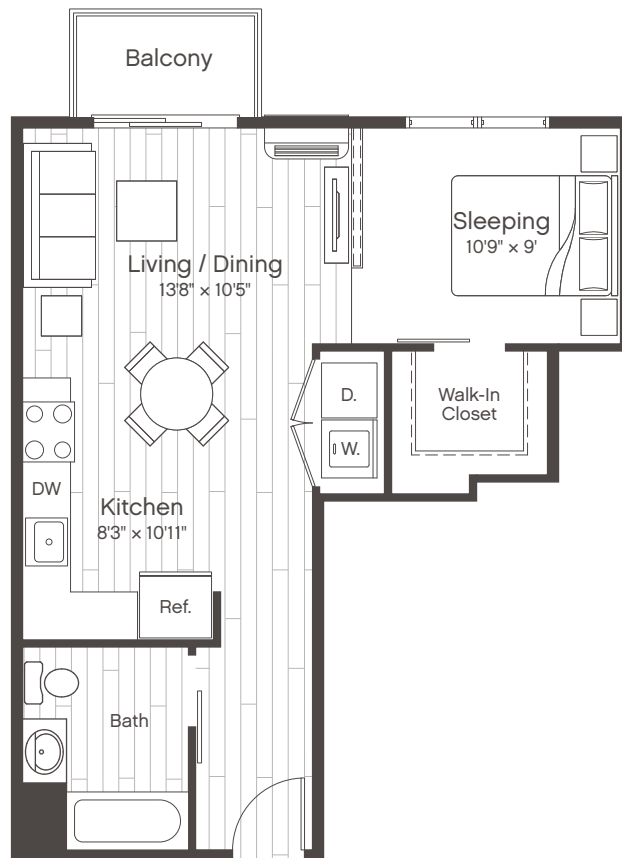 Balcony
Living / Dining
13'8" × 10'5"
Sleeping
10'9" × 9'
D.
W.
Walk-In
Closet
DW
Kitchen
8'3" × 10'11"
Ref.
Bath